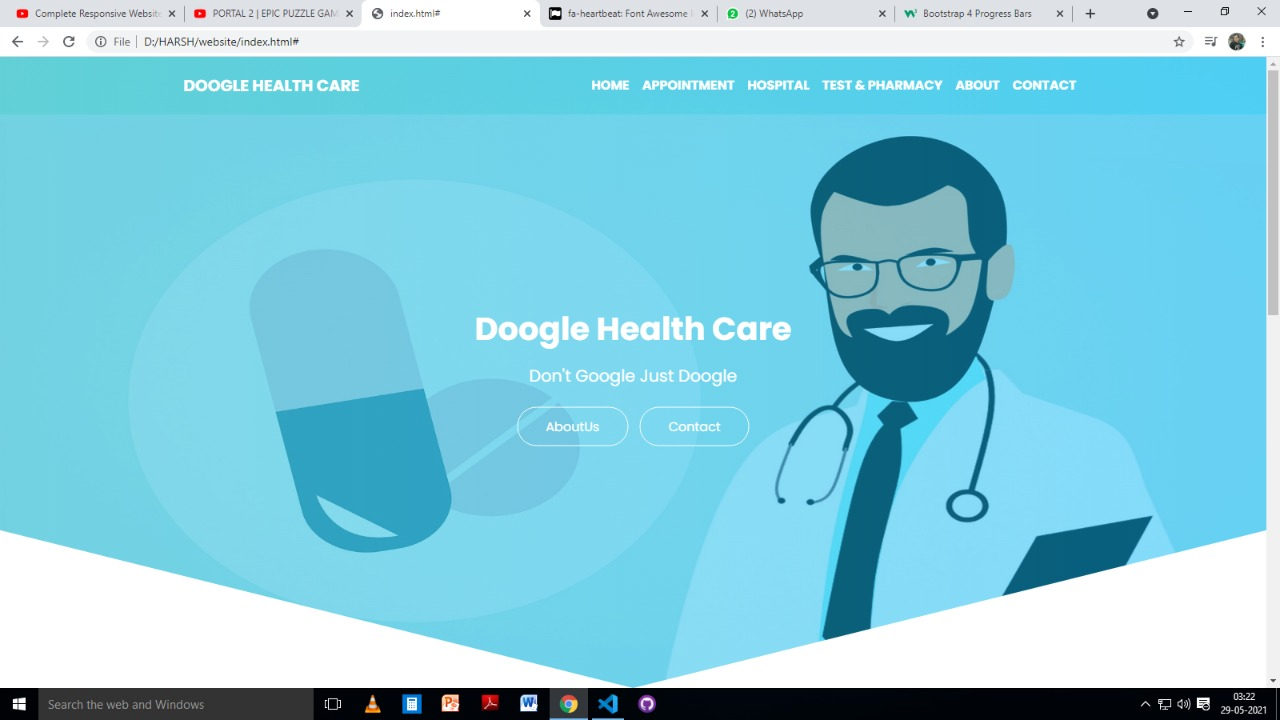 Complete Responsive Website
PORTAL 2 | EPIC PUZZLE GAM
index.html#
fa-heartbeat: Font Awesome
(2) WhatsApp
Bootstrap 4 Progress Bars
File | D:/HARSH/website/index.html#
DOOGLE HEALTH CARE
HOME APPOINTMENT HOSPITAL TEST & PHARMACY ABOUT CONTACT
Doogle Health Care
Don't Google Just Doogle
AboutUs Contact
Search the web and Windows
03:22
29-05-2021